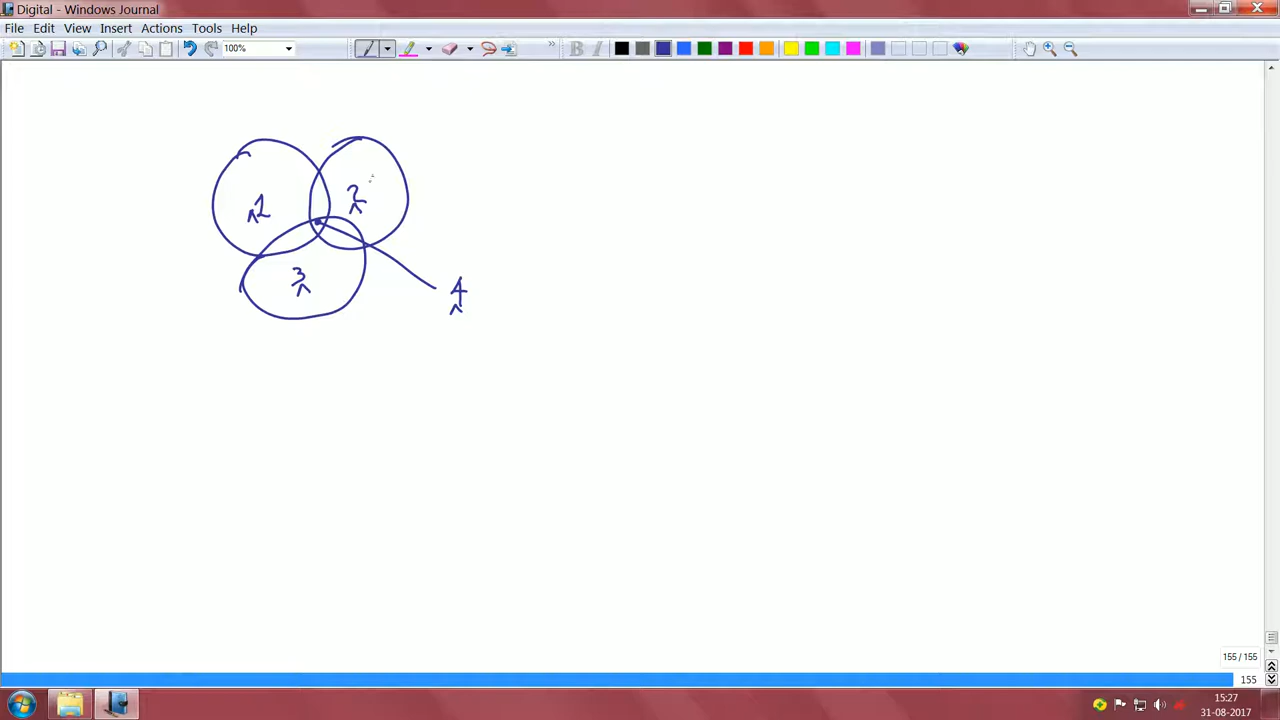 Digital - Windows Journal
File Edit View Insert Actions Tools Help
100%
1 2
3
4
155 / 155
155
15:27
31-08-2017